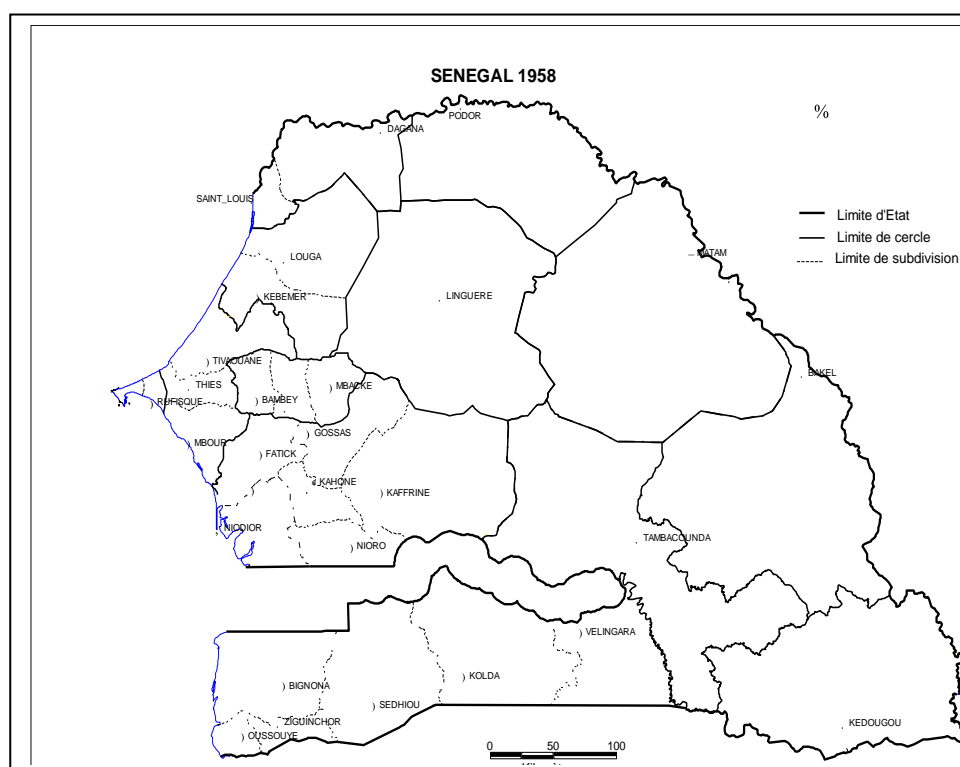 SENEGAL 1958
%
PODOR
DAGANA
SAINT_LOUIS
Limite d'Etat
Limite de cercle
Limite de subdivision
MATAM
LOUGA
KEBEMER
LINGUERE
TIVAOUANE
BAKEL
THIES
MBACKE
RUFISQUE
BAMBEY
GOSSAS
MBOUR
FATICK
KAHONE
KAFFRINE
NIODIOR
TAMBACOUNDA
NIORO
VELINGARA
KOLDA
BIGNONA
SEDHIOU
ZIGUINCHOR
KEDOUGOU
OUSSOUYE
0 50 100